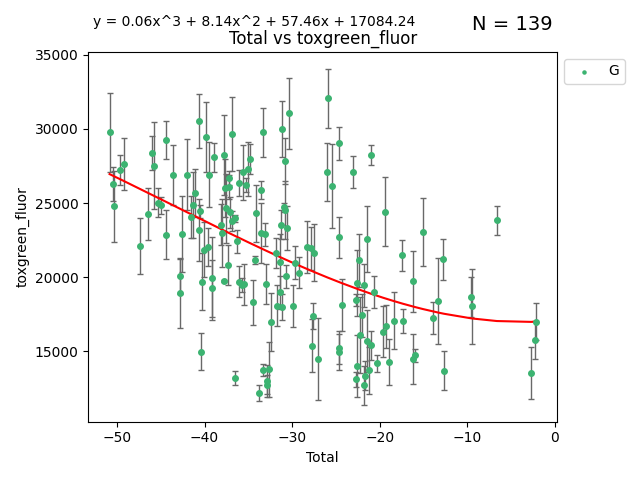 y = 0.06x^3 + 8.14x^2 + 57.46x + 17084.24
N = 139
Total vs toxgreen_fluor
G
toxgreen_fluor
35000
30000
25000
20000
15000
−50
−40
−30
−20
−10
0
Total